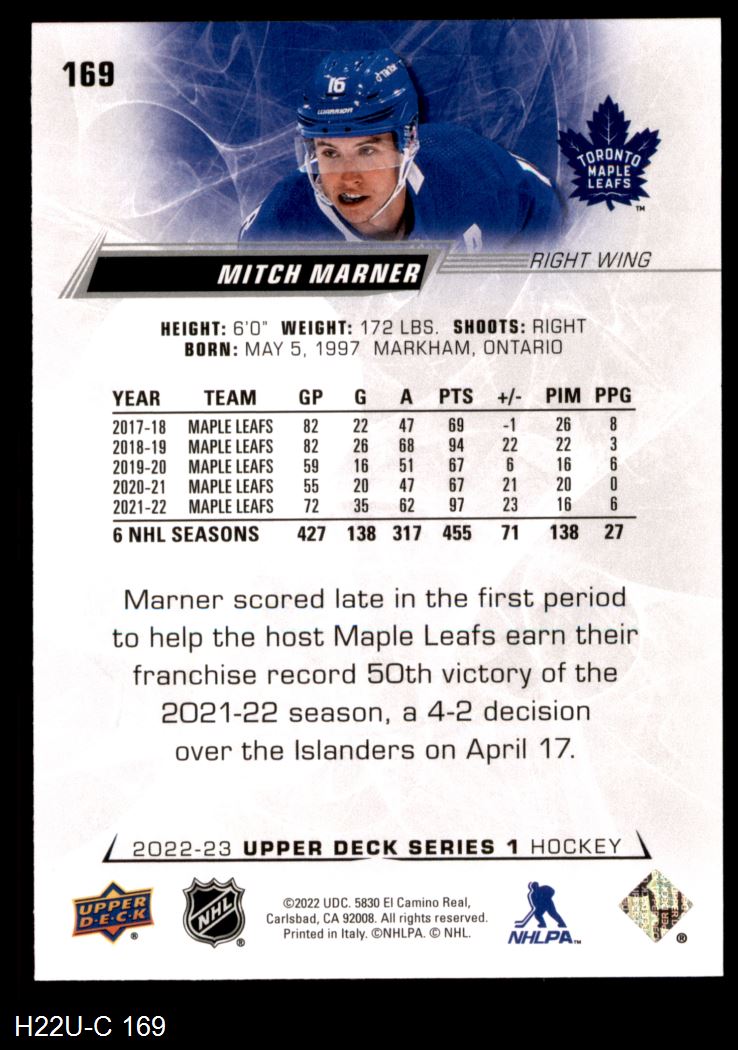 169
16
TikTok
WARRIOR
TORONTO
MAPLE
LEAFS
TM
MITCH MARNER
RIGHT WING
HEIGHT: 6'0" WEIGHT: 172 LBS. SHOOTS: RIGHT
BORN: MAY 5, 1997 MARKHAM, ONTARIO
YEAR TEAM GP G A PTS +/- PIM PPG
2017-18 MAPLE LEAFS 82 22 47 69 -1 26 8
2018-19 MAPLE LEAFS 82 26 68 94 22 22 3
2019-20 MAPLE LEAFS 59 16 51 67 6 16 6
2020-21 MAPLE LEAFS 55 20 47 67 21 20 0
2021-22 MAPLE LEAFS 72 35 62 97 23 16 6
6 NHL SEASONS 427 138 317 455 71 138 27
Marner scored late in the first period
to help the host Maple Leafs earn their
franchise record 50th victory of the
2021-22 season, a 4-2 decision
over the Islanders on April 17.
2022-23 UPPER DECK SERIES 1 HOCKEY
UPPER
D·E·C·K
®
NHL
®
©2022 UDC. 5830 El Camino Real,
Carlsbad, CA 92008. All rights reserved.
Printed in Italy. ©NHLPA. © NHL.
NHLPA™
®
H22U-C 169